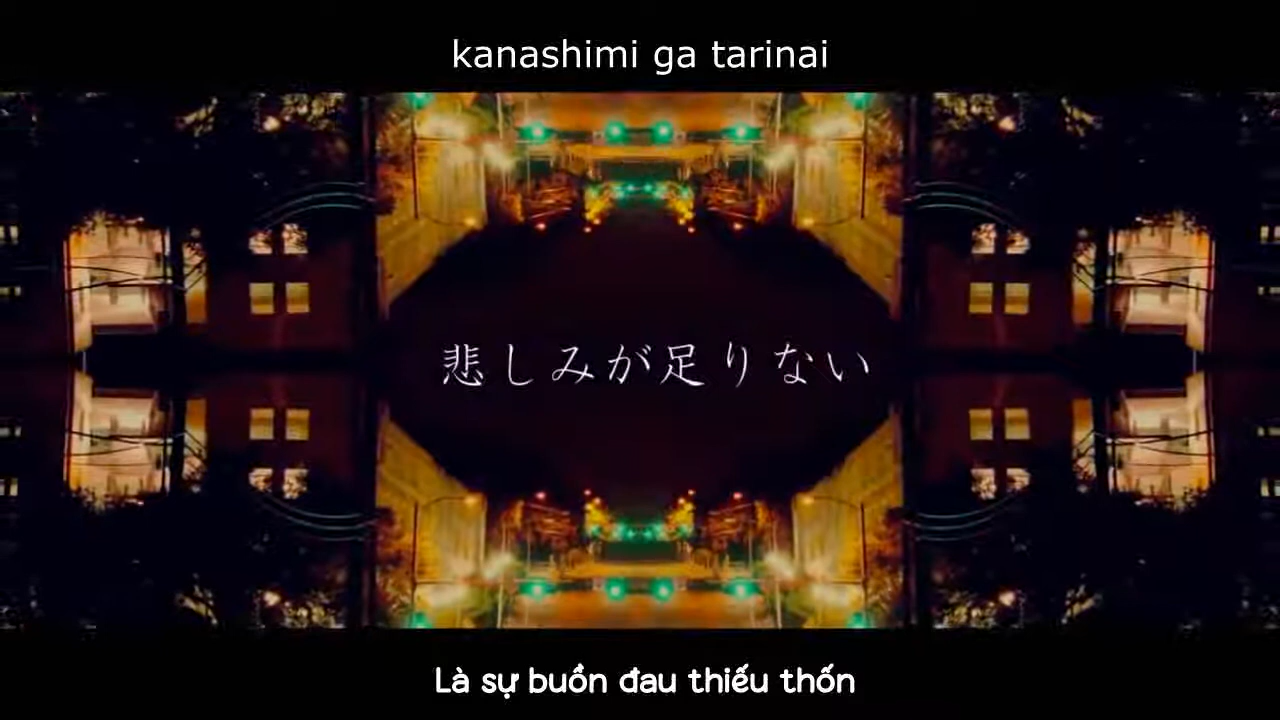 kanashimi ga tarinai
悲しみが足りない
Là sự buồn đau thiếu thốn